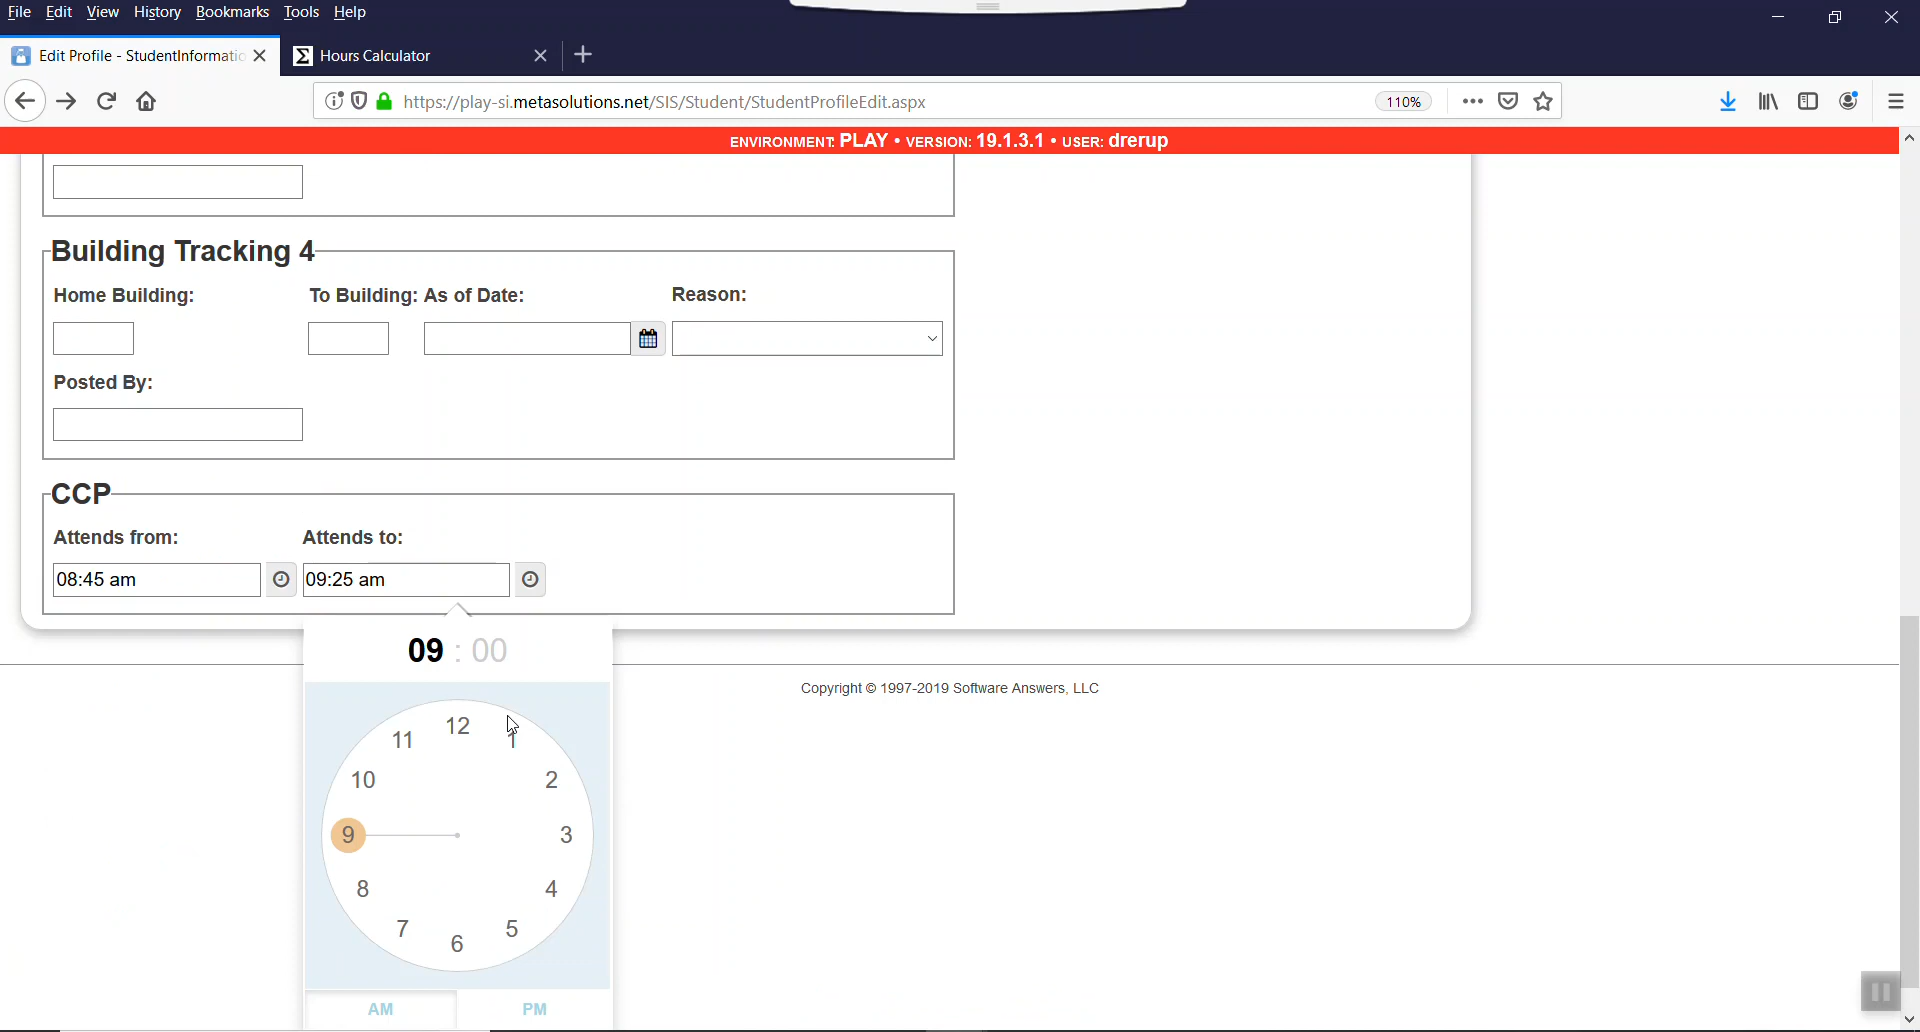 File Edit View History Bookmarks Tools Help
Edit Profile - StudentInformatio
Hours Calculator
https://play-si.metasolutions.net/SIS/Student/StudentProfileEdit.aspx
110%
ENVIRONMENT: PLAY • VERSION: 19.1.3.1 • USER: drerup
Building Tracking 4
Home Building: To Building: As of Date: Reason:
Posted By:
CCP
Attends from: Attends to:
08:45 am 09:25 am
09 : 00
Copyright © 1997-2019 Software Answers, LLC
12
11 1
10 2
9 3
8 4
7 5
6
AM PM